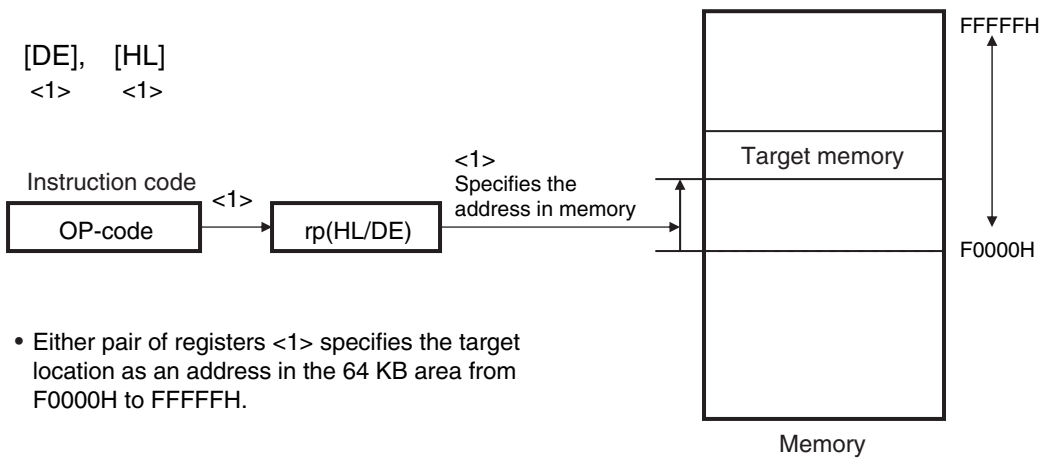 [DE], [HL]
<1> <1>
Instruction code
OP-code
<1>
rp(HL/DE)
<1>
Specifies the
address in memory
Target memory
FFFFFH
F0000H
Memory
• Either pair of registers <1> specifies the target
location as an address in the 64 KB area from
F0000H to FFFFFH.